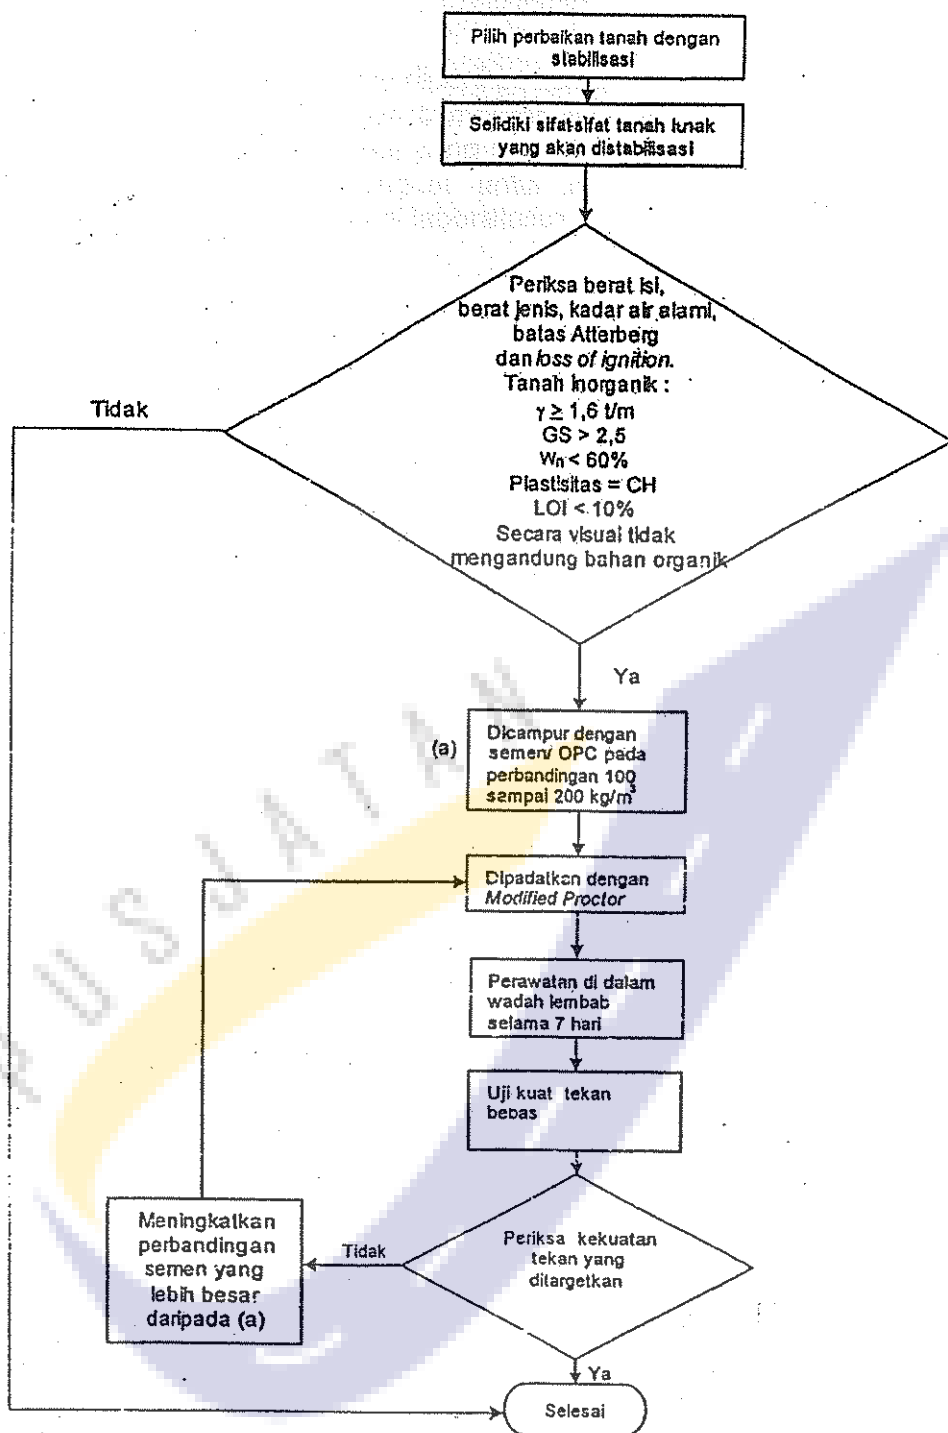 Pilih perbaikan tanah dengan
stabilisasi
Selidiki sifat-sifat tanah lunak
yang akan distabilisasi
Periksa berat isi,
berat jenis, kadar air alami,
batas Atterberg
dan loss of ignition.
Tanah Inorganik :
γ ≥ 1,6 t/m
GS > 2,5
Wn < 60%
Plastisitas = CH
LOI < 10%
Secara visual tidak
mengandung bahan organik
Tidak
Ya
(a)
Dicampur dengan
semen/ OPC pada
perbandingan 100
sampai 200 kg/m³
Dipadatkan dengan
Modified Proctor
Perawatan di dalam
wadah lembab
selama 7 hari
Uji kuat tekan
bebas
Periksa kekuatan
tekan yang
ditargetkan
Tidak
Meningkatkan
perbandingan
semen yang
lebih besar
daripada (a)
Ya
Selesai
PUSJATAN